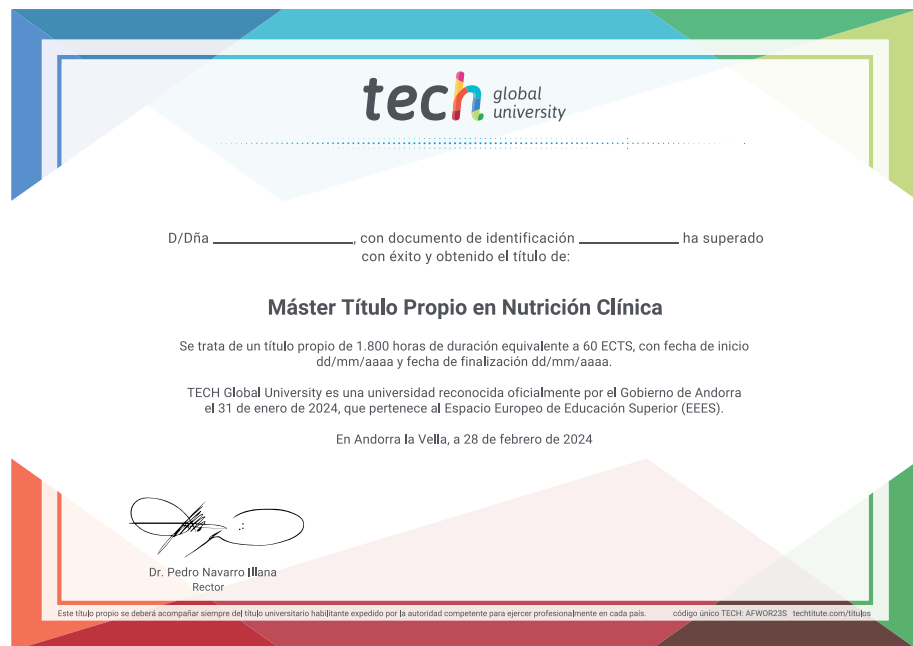 tech global university
D/Dña ____________, con documento de identificación ____________ ha superado
con éxito y obtenido el título de:
Máster Título Propio en Nutrición Clínica
Se trata de un título propio de 1.800 horas de duración equivalente a 60 ECTS, con fecha de inicio
dd/mm/aaaa y fecha de finalización dd/mm/aaaa.
TECH Global University es una universidad reconocida oficialmente por el Gobierno de Andorra
el 31 de enero de 2024, que pertenece al Espacio Europeo de Educación Superior (EEES).
En Andorra la Vella, a 28 de febrero de 2024
Dr. Pedro Navarro Illana
Rector
Este título propio se deberá acompañar siempre del título universitario habilitante expedido por la autoridad competente para ejercer profesionalmente en cada país. código único TECH: AFWOR23S techtitute.com/titulos